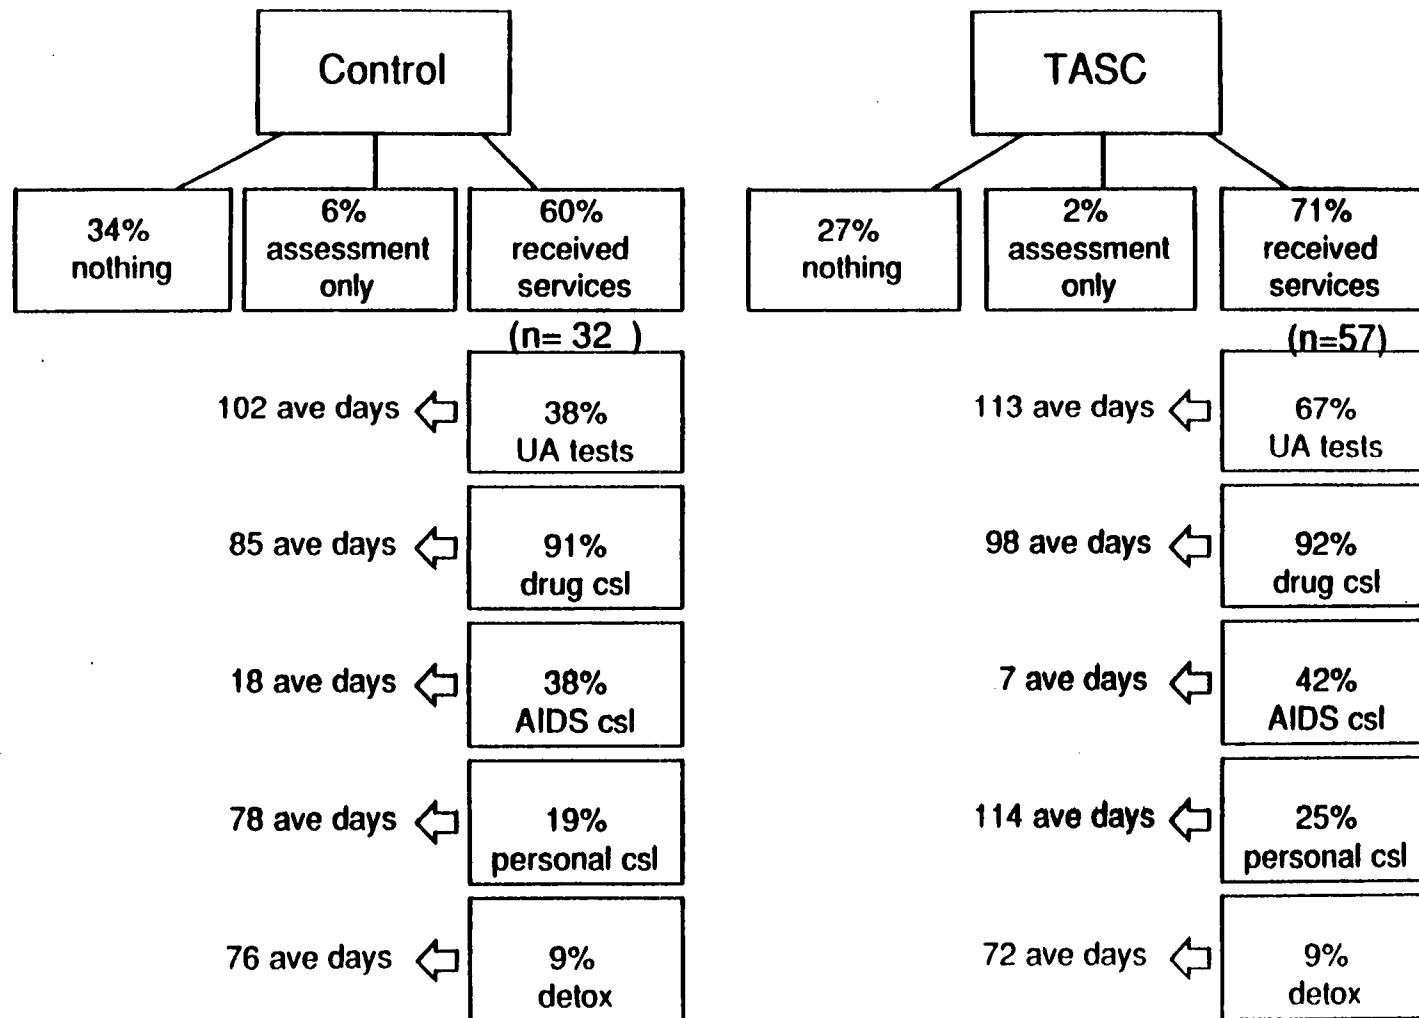 Control
34%
nothing
6%
assessment
only
60%
received
services
(n= 32 )
102 ave days
38%
UA tests
85 ave days
91%
drug csl
18 ave days
38%
AIDS csl
78 ave days
19%
personal csl
76 ave days
9%
detox
TASC
27%
nothing
2%
assessment
only
71%
received
services
(n=57)
113 ave days
67%
UA tests
98 ave days
92%
drug csl
7 ave days
42%
AIDS csl
114 ave days
25%
personal csl
72 ave days
9%
detox